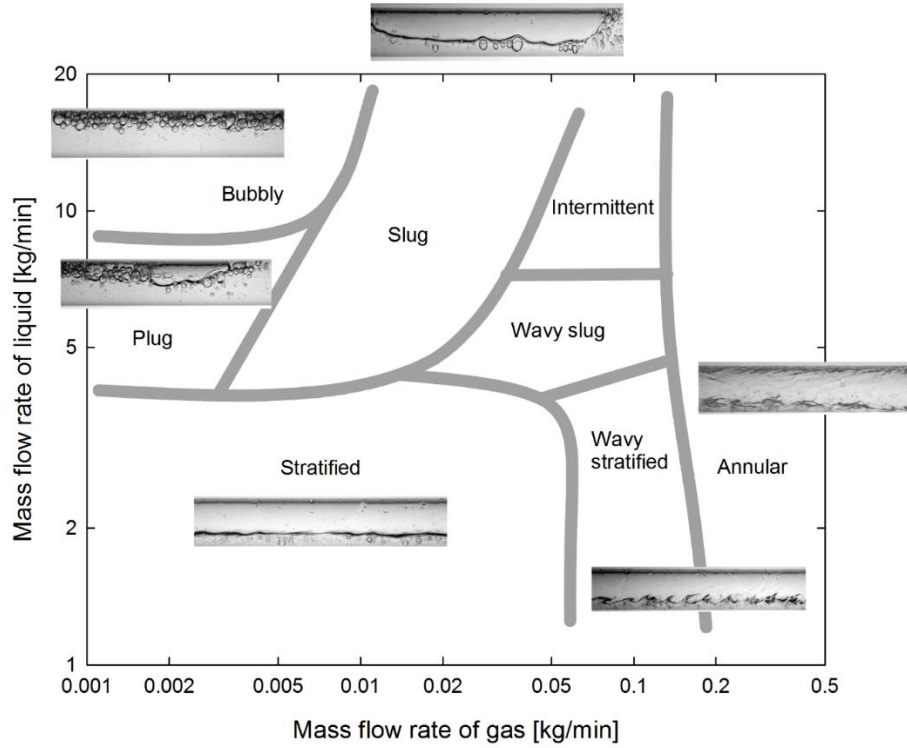 20
10
5
2
1
Mass flow rate of liquid [kg/min]
Bubbly
Slug
Intermittent
Plug
Wavy slug
Stratified
Wavy
stratified
Annular
0.001 0.002 0.005 0.01 0.02 0.05 0.1 0.2 0.5
Mass flow rate of gas [kg/min]